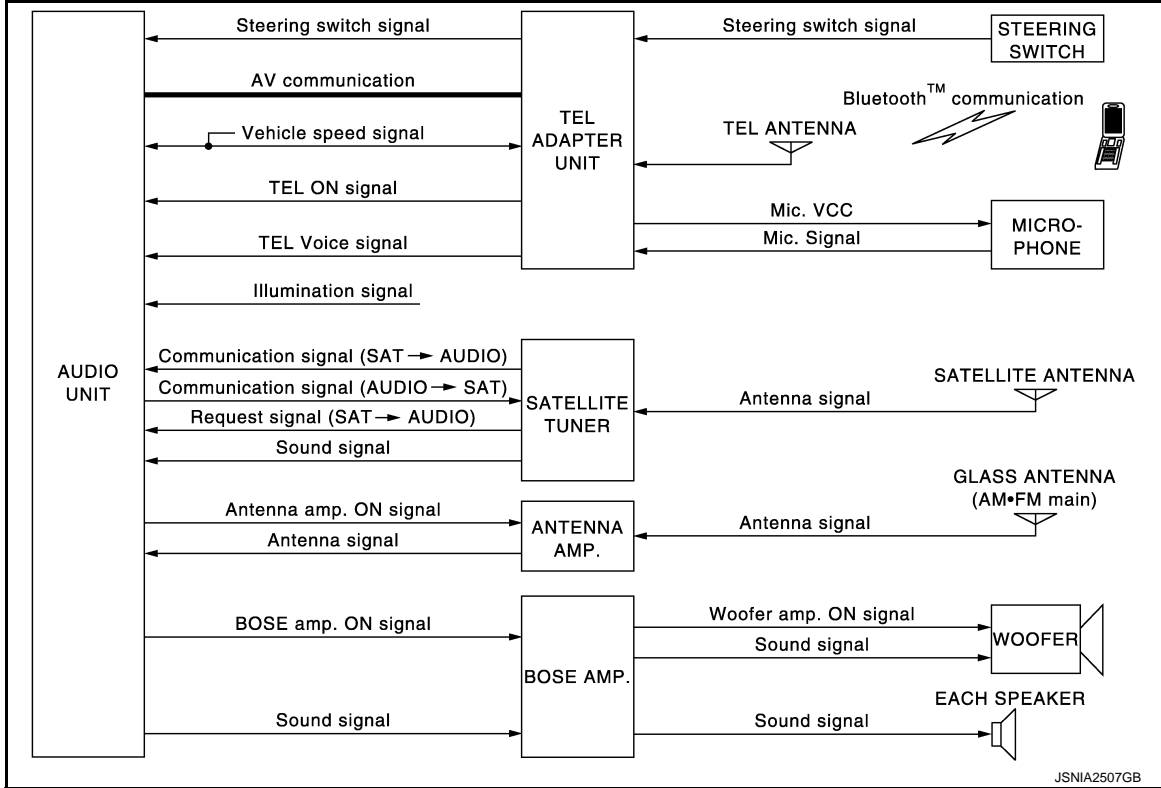 Steering switch signal
Steering switch signal
STEERING
SWITCH
AV communication
Bluetooth™ communication
Vehicle speed signal
TEL
ADAPTER
UNIT
TEL ANTENNA
TEL ON signal
Mic. VCC
Mic. Signal
MICRO-
PHONE
TEL Voice signal
Illumination signal
AUDIO
UNIT
Communication signal (SAT → AUDIO)
Communication signal (AUDIO → SAT)
Request signal (SAT → AUDIO)
Sound signal
SATELLITE
TUNER
Antenna signal
SATELLITE ANTENNA
GLASS ANTENNA
(AM•FM main)
Antenna amp. ON signal
Antenna signal
ANTENNA
AMP.
Antenna signal
BOSE amp. ON signal
Sound signal
BOSE AMP.
Woofer amp. ON signal
Sound signal
WOOFER
EACH SPEAKER
Sound signal
JSNIA2507GB